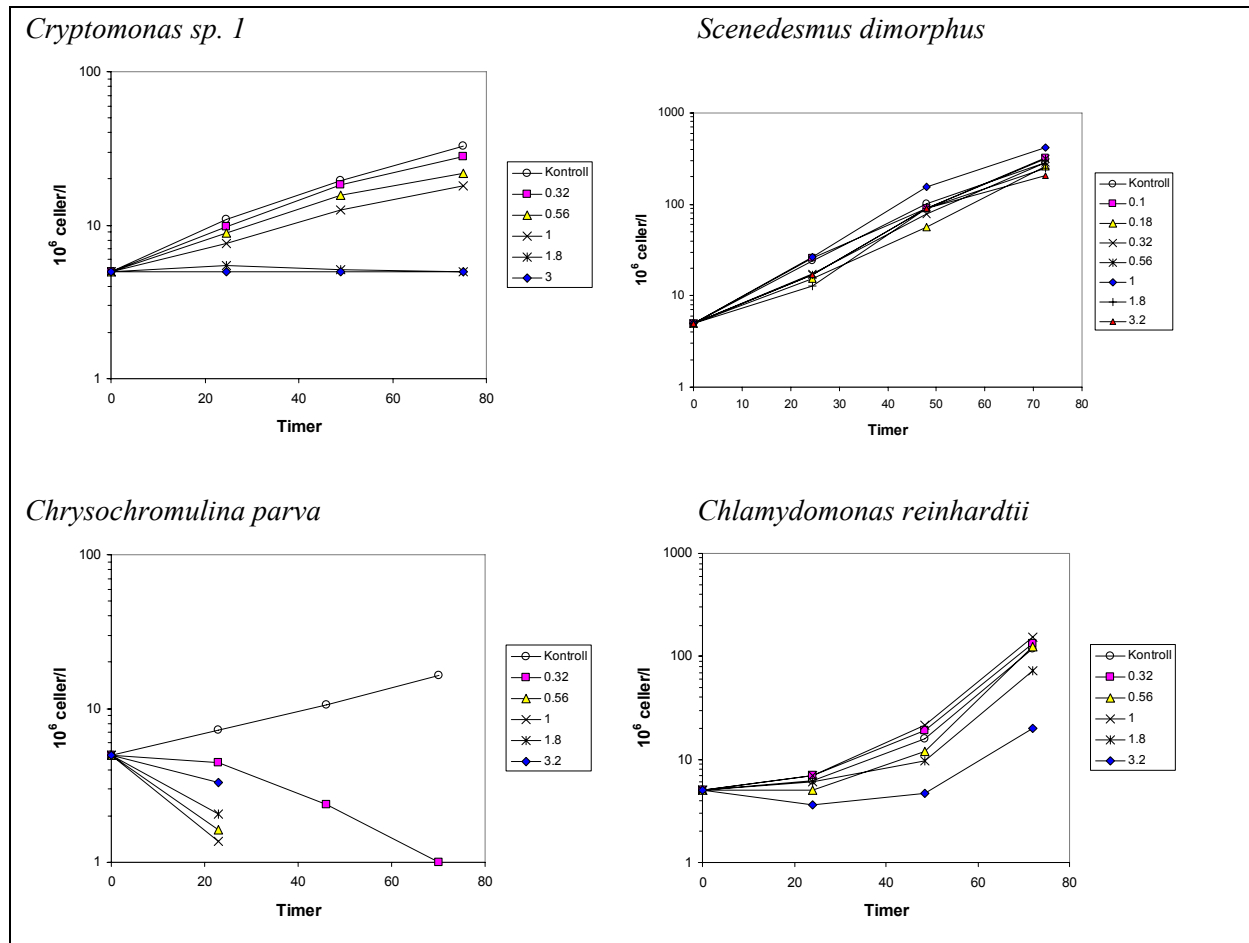 Cryptomonas sp. 1
100
10
1
0 20 40 60 80
10⁶ celler/l
Timer
Kontroll
0.32
0.56
1
1.8
3
Scenedesmus dimorphus
1000
100
10
1
0 10 20 30 40 50 60 70 80
10⁶ celler/l
Timer
Kontroll
0.1
0.18
0.32
0.56
1
1.8
3.2
Chrysochromulina parva
100
10
1
0 20 40 60 80
10⁶ celler/l
Timer
Kontroll
0.32
0.56
1
1.8
3.2
Chlamydomonas reinhardtii
1000
100
10
1
0 20 40 60 80
10⁶ celler/l
Timer
Kontroll
0.32
0.56
1
1.8
3.2